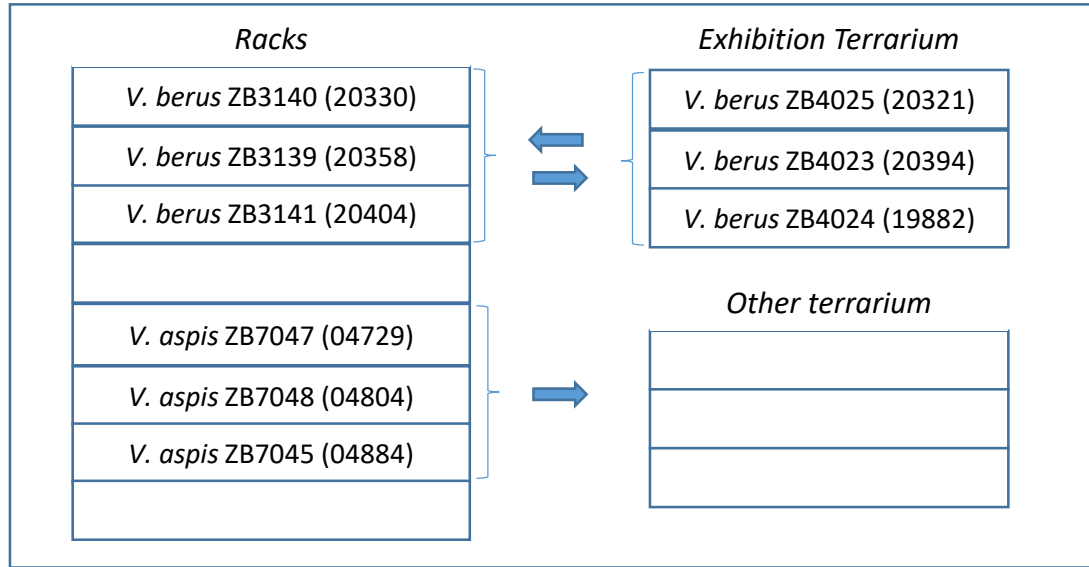 Racks
V. berus ZB3140 (20330)
V. berus ZB3139 (20358)
V. berus ZB3141 (20404)
V. aspis ZB7047 (04729)
V. aspis ZB7048 (04804)
V. aspis ZB7045 (04884)
Exhibition Terrarium
V. berus ZB4025 (20321)
V. berus ZB4023 (20394)
V. berus ZB4024 (19882)
Other terrarium